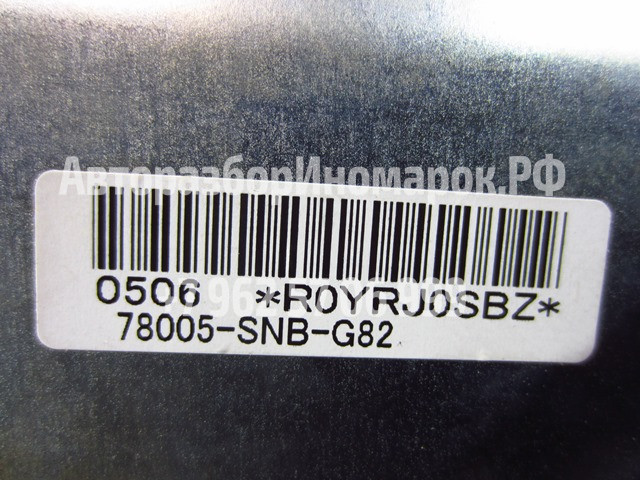 АвторазборИномарок.РФ
0506 *R0YRJ0SBZ*
78005-SNB-G82